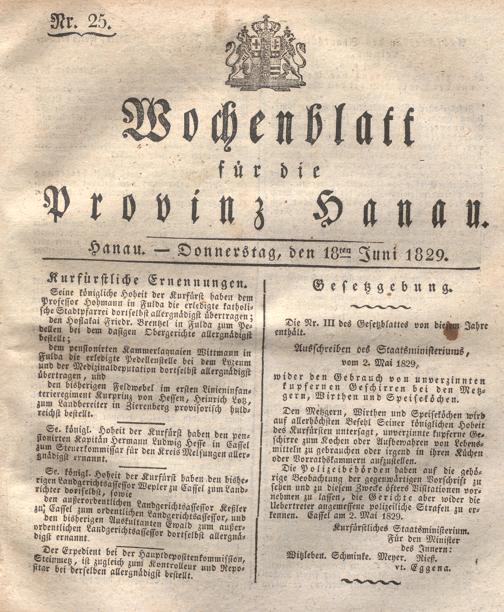 Nr. 25.
Wochenblatt
für die
Provinz Hanau.
Hanau. — Donnerstag, den 18ten Juni 1829.
Kurfürstliche Ernennungen.
Seine königliche Hoheit der Kurfürst haben dem
Professor Hohmann in Fulda die erledigte katholi-
sche Stadtpfarrei dortselbst allergnädigst übertragen;
den Hoflakai Friedr. Brentzel in Fulda zum Pe-
dellen bei dem dasigen Obergerichte allergnädigst
bestellt;
dem pensionirten Kammerlaquaien Wittmann in
Fulda die erledigte Pedellenstelle bei dem Lyzeum
und der Medizinaldeputation dortselbst allergnädigst
übertragen, und
den bisherigen Feldwebel im ersten Linieninfan-
terieregiment Kurprinz von Hessen, Heinrich Lotz,
zum Landbereiter in Zierenberg provisorisch huld-
reichst bestellt.
Se. königl. Hoheit der Kurfürst haben den pen-
sionirten Kapitän Hermann Ludwig Hesse in Cassel
zum Steuerkommissar für den Kreis Melsungen aller-
gnädigst ernannt.
Se. königl. Hoheit der Kurfürst haben den bishe-
rigen Landgerichtsassessor Wepler zu Cassel zum Land-
richter dortselbst, sowie
den außerordentlichen Landgerichtsassessor Keßler
zu Cassel zum ordentlichen Landgerichtsassessor, und
den bisherigen Auskultanten Ewald zum außer-
ordentlichen Landgerichtsassessor dortselbst allergnä-
digst ernannt.
Der Expedient bei der Hauptdepositenkommission,
Steinmetz, ist zugleich zum Kontrolleur und Repo-
sitar bei derselben allergnädigst bestellt.
Gesetzgebung.
Die Nr. III des Gesetzblattes von diesem Jahre
enthält.
Ausschreiben des Staatsministeriums,
vom 2. Mai 1829,
wider den Gebrauch von unverzinnten
kupfernen Geschirren bei den Metz-
gern, Wirthen und Speiseköchen.
Den Metzgern, Wirthen und Speiseköchen wird
auf allerhöchsten Befehl Seiner königlichen Hoheit
des Kurfürsten untersagt, unverzinnte kupferne Ge-
schirre zum Kochen oder Aufbewahren von Lebens-
mitteln zu gebrauchen oder irgend in ihren Küchen
oder Vorrathskammern aufzustellen.
Die Polizeibehörden haben auf die gehö-
rige Beobachtung der gegenwärtigen Vorschrift zu
sehen und zu diesem Zwecke öfteres Visitationen vor-
nehmen zu lassen, die Gerichte aber wider die
Uebertreter angemessene polizeiliche Strafen zu er-
kennen. Cassel am 2. Mai 1829.
Kurfürstliches Staatsministerium.
Für den Minister
des Innern:
Witzleben. Schminke. Meyer. Rieß.
vt. Eggena.